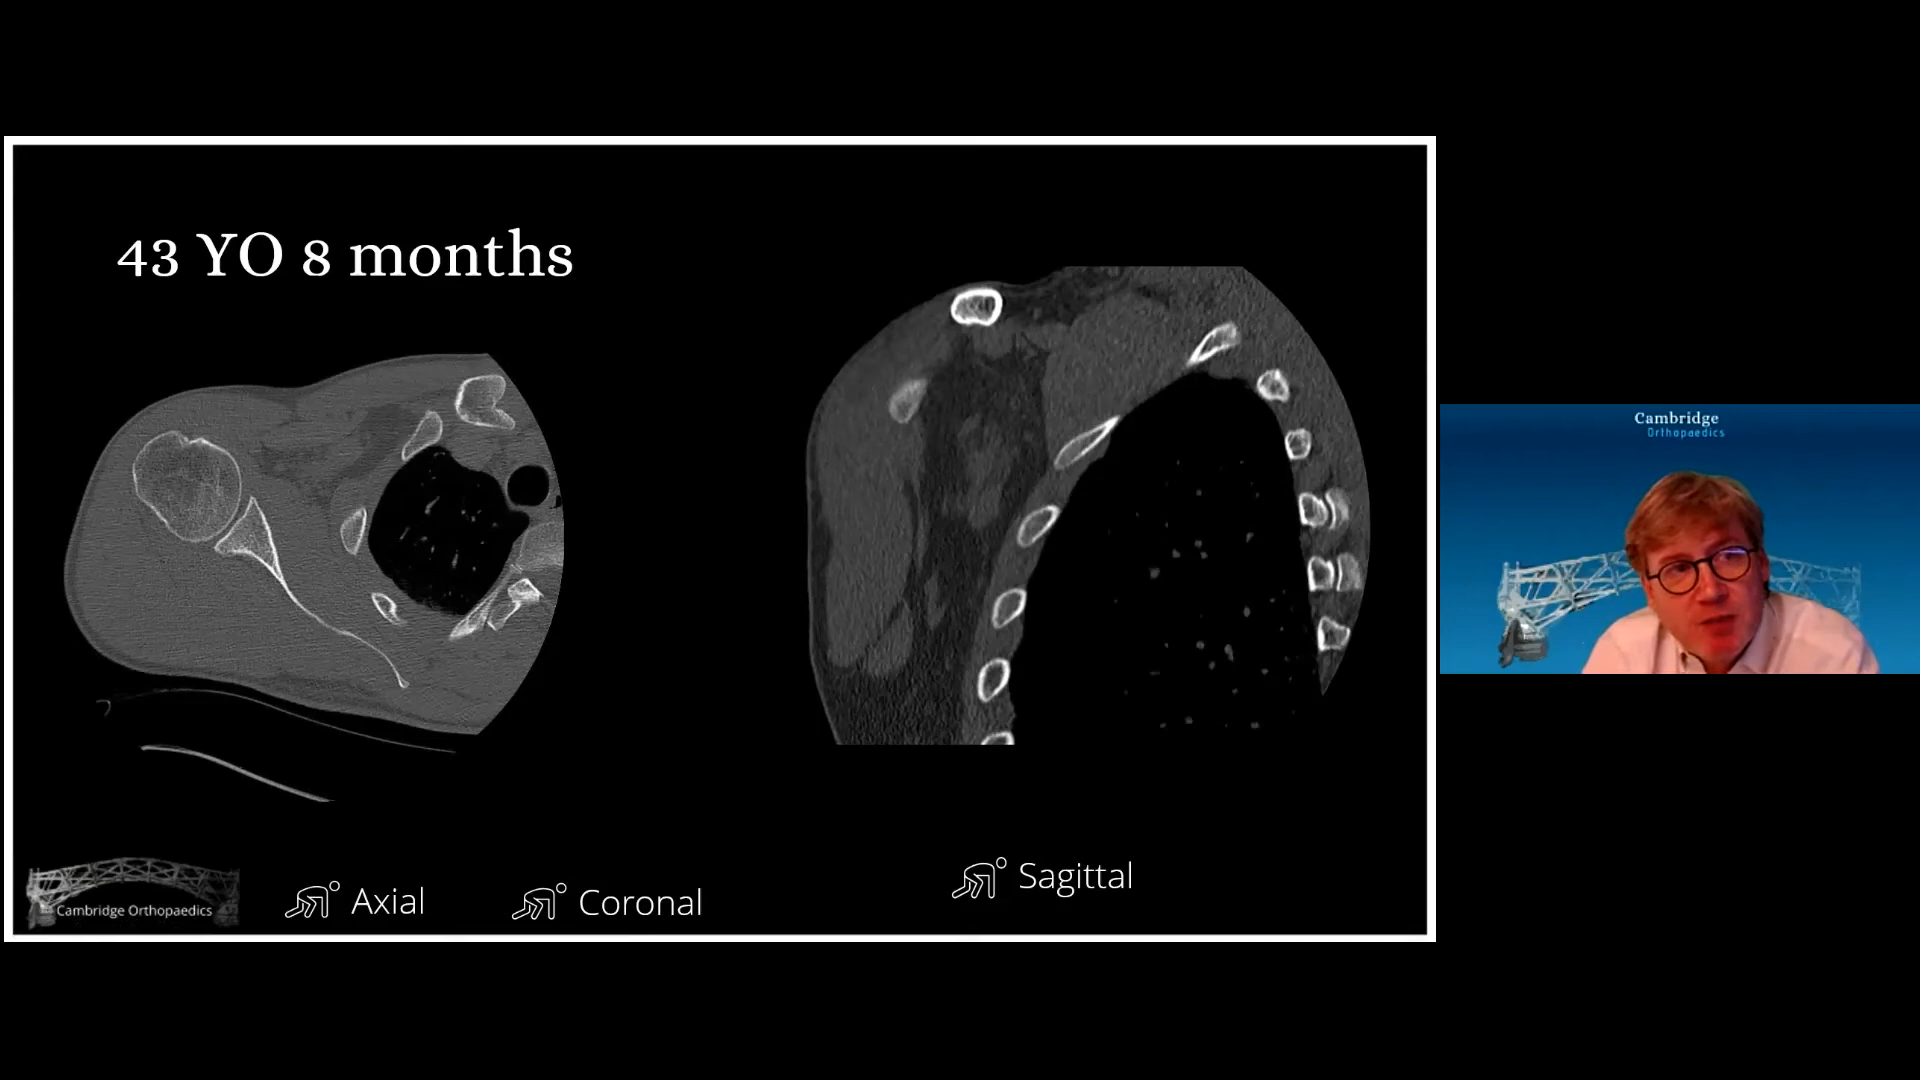 43 YO 8 months
Cambridge
Orthopaedics
Sagittal
Axial
Coronal
Cambridge Orthopaedics